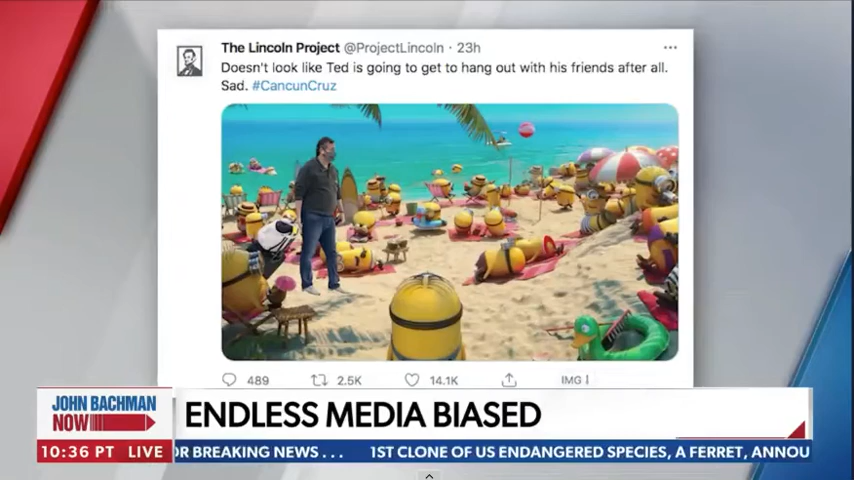 The Lincoln Project @ProjectLincoln · 23h
Doesn't look like Ted is going to get to hang out with his friends after all.
Sad. #CancunCruz
489 2.5K 14.1K IMG
JOHN BACHMAN
NOW
ENDLESS MEDIA BIASED
10:36 PT LIVE
OR BREAKING NEWS . . . 1ST CLONE OF US ENDANGERED SPECIES, A FERRET, ANNOU